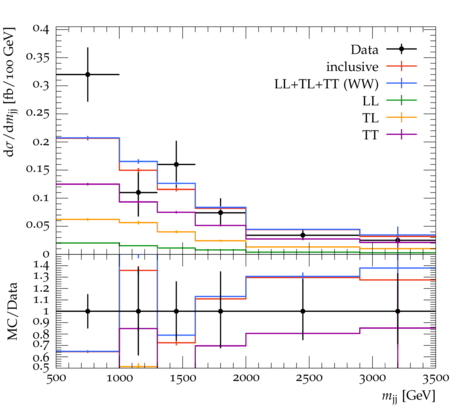 dσ/dmjj [fb/100 GeV]
0.4
0.35
0.3
0.25
0.2
0.15
0.1
0.05
0
Data
inclusive
LL+TL+TT (WW)
LL
TL
TT
MC/Data
1.4
1.3
1.2
1.1
1
0.9
0.8
0.7
0.6
0.5
500 1000 1500 2000 2500 3000 3500
mjj [GeV]